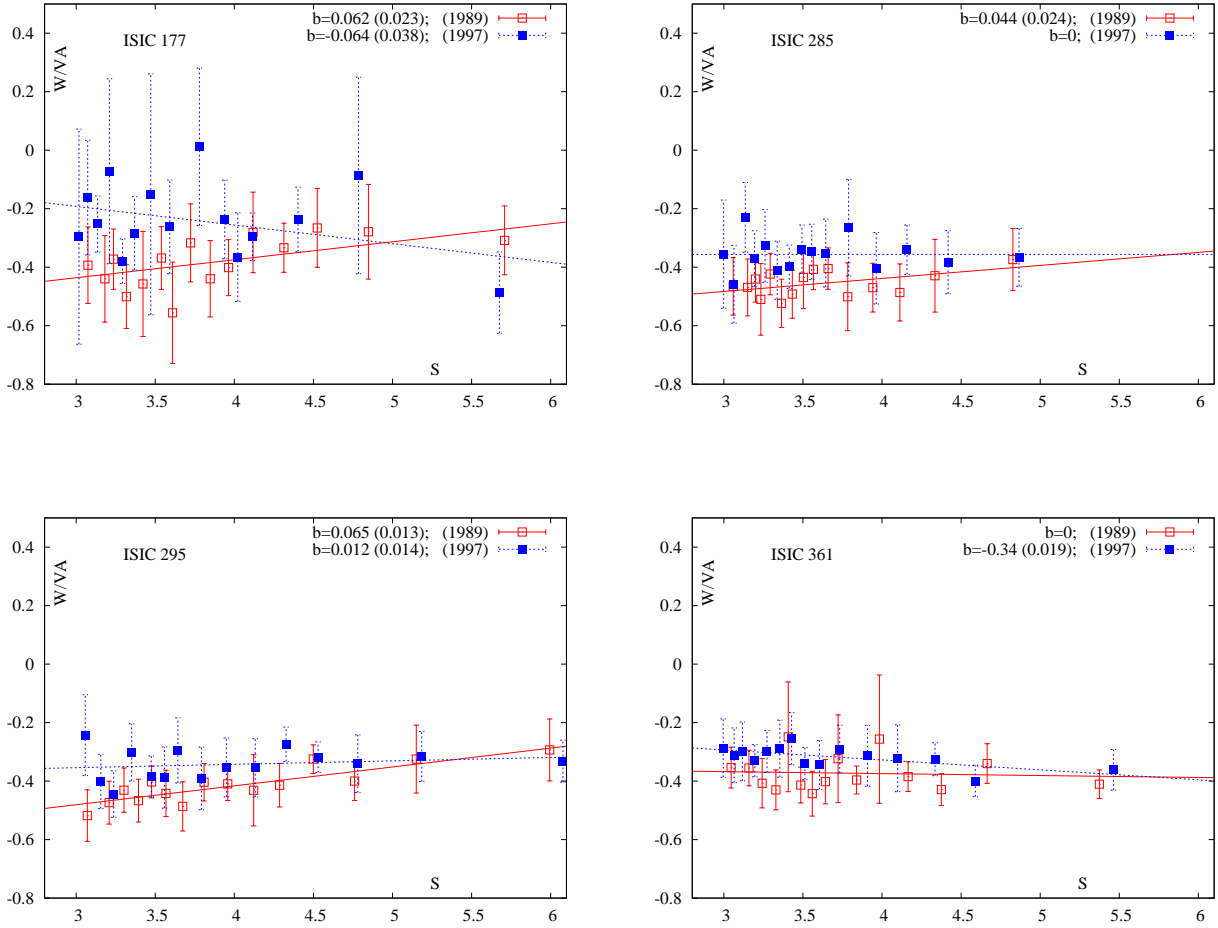 b=0.062 (0.023); (1989)
b=-0.064 (0.038); (1997)
ISIC 177
W/VA
0.4
0.2
0
-0.2
-0.4
-0.6
-0.8
S
3 3.5 4 4.5 5 5.5 6
b=0.044 (0.024); (1989)
b=0; (1997)
ISIC 285
W/VA
0.4
0.2
0
-0.2
-0.4
-0.6
-0.8
S
3 3.5 4 4.5 5 5.5 6
b=0.065 (0.013); (1989)
b=0.012 (0.014); (1997)
ISIC 295
W/VA
0.4
0.2
0
-0.2
-0.4
-0.6
-0.8
S
3 3.5 4 4.5 5 5.5 6
b=0; (1989)
b=-0.34 (0.019); (1997)
ISIC 361
W/VA
0.4
0.2
0
-0.2
-0.4
-0.6
-0.8
S
3 3.5 4 4.5 5 5.5 6